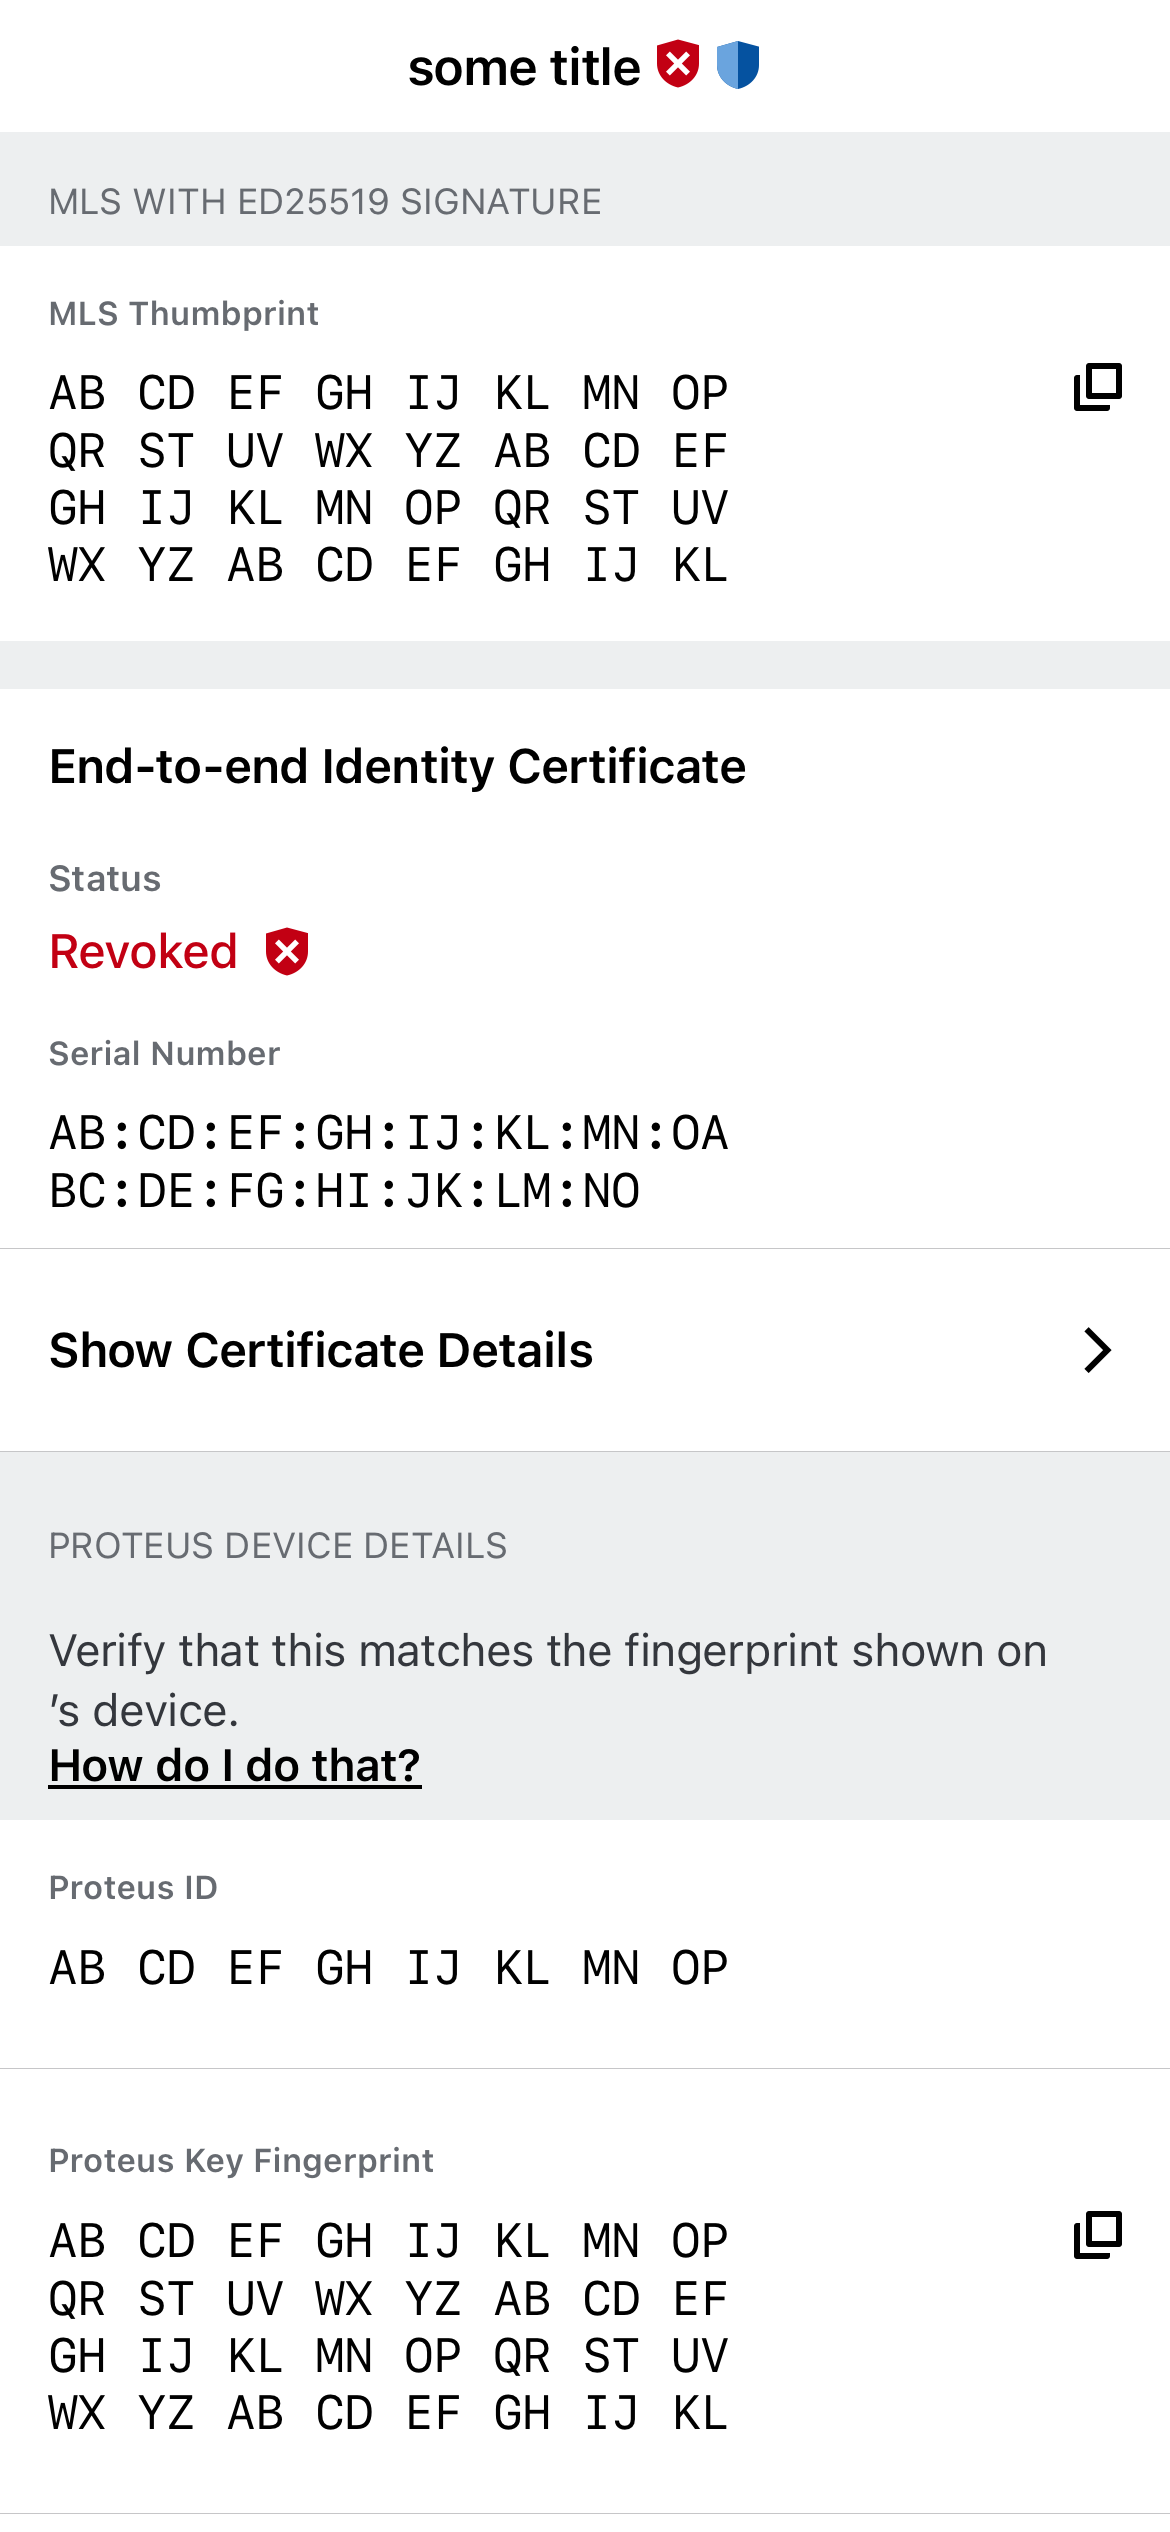 some title
MLS WITH ED25519 SIGNATURE
MLS Thumbprint
AB CD EF GH IJ KL MN OP
QR ST UV WX YZ AB CD EF
GH IJ KL MN OP QR ST UV
WX YZ AB CD EF GH IJ KL
End-to-end Identity Certificate
Status
Revoked
Serial Number
AB:CD:EF:GH:IJ:KL:MN:OA
BC:DE:FG:HI:JK:LM:NO
Show Certificate Details
PROTEUS DEVICE DETAILS
Verify that this matches the fingerprint shown on
’s device.
How do I do that?
Proteus ID
AB CD EF GH IJ KL MN OP
Proteus Key Fingerprint
AB CD EF GH IJ KL MN OP
QR ST UV WX YZ AB CD EF
GH IJ KL MN OP QR ST UV
WX YZ AB CD EF GH IJ KL